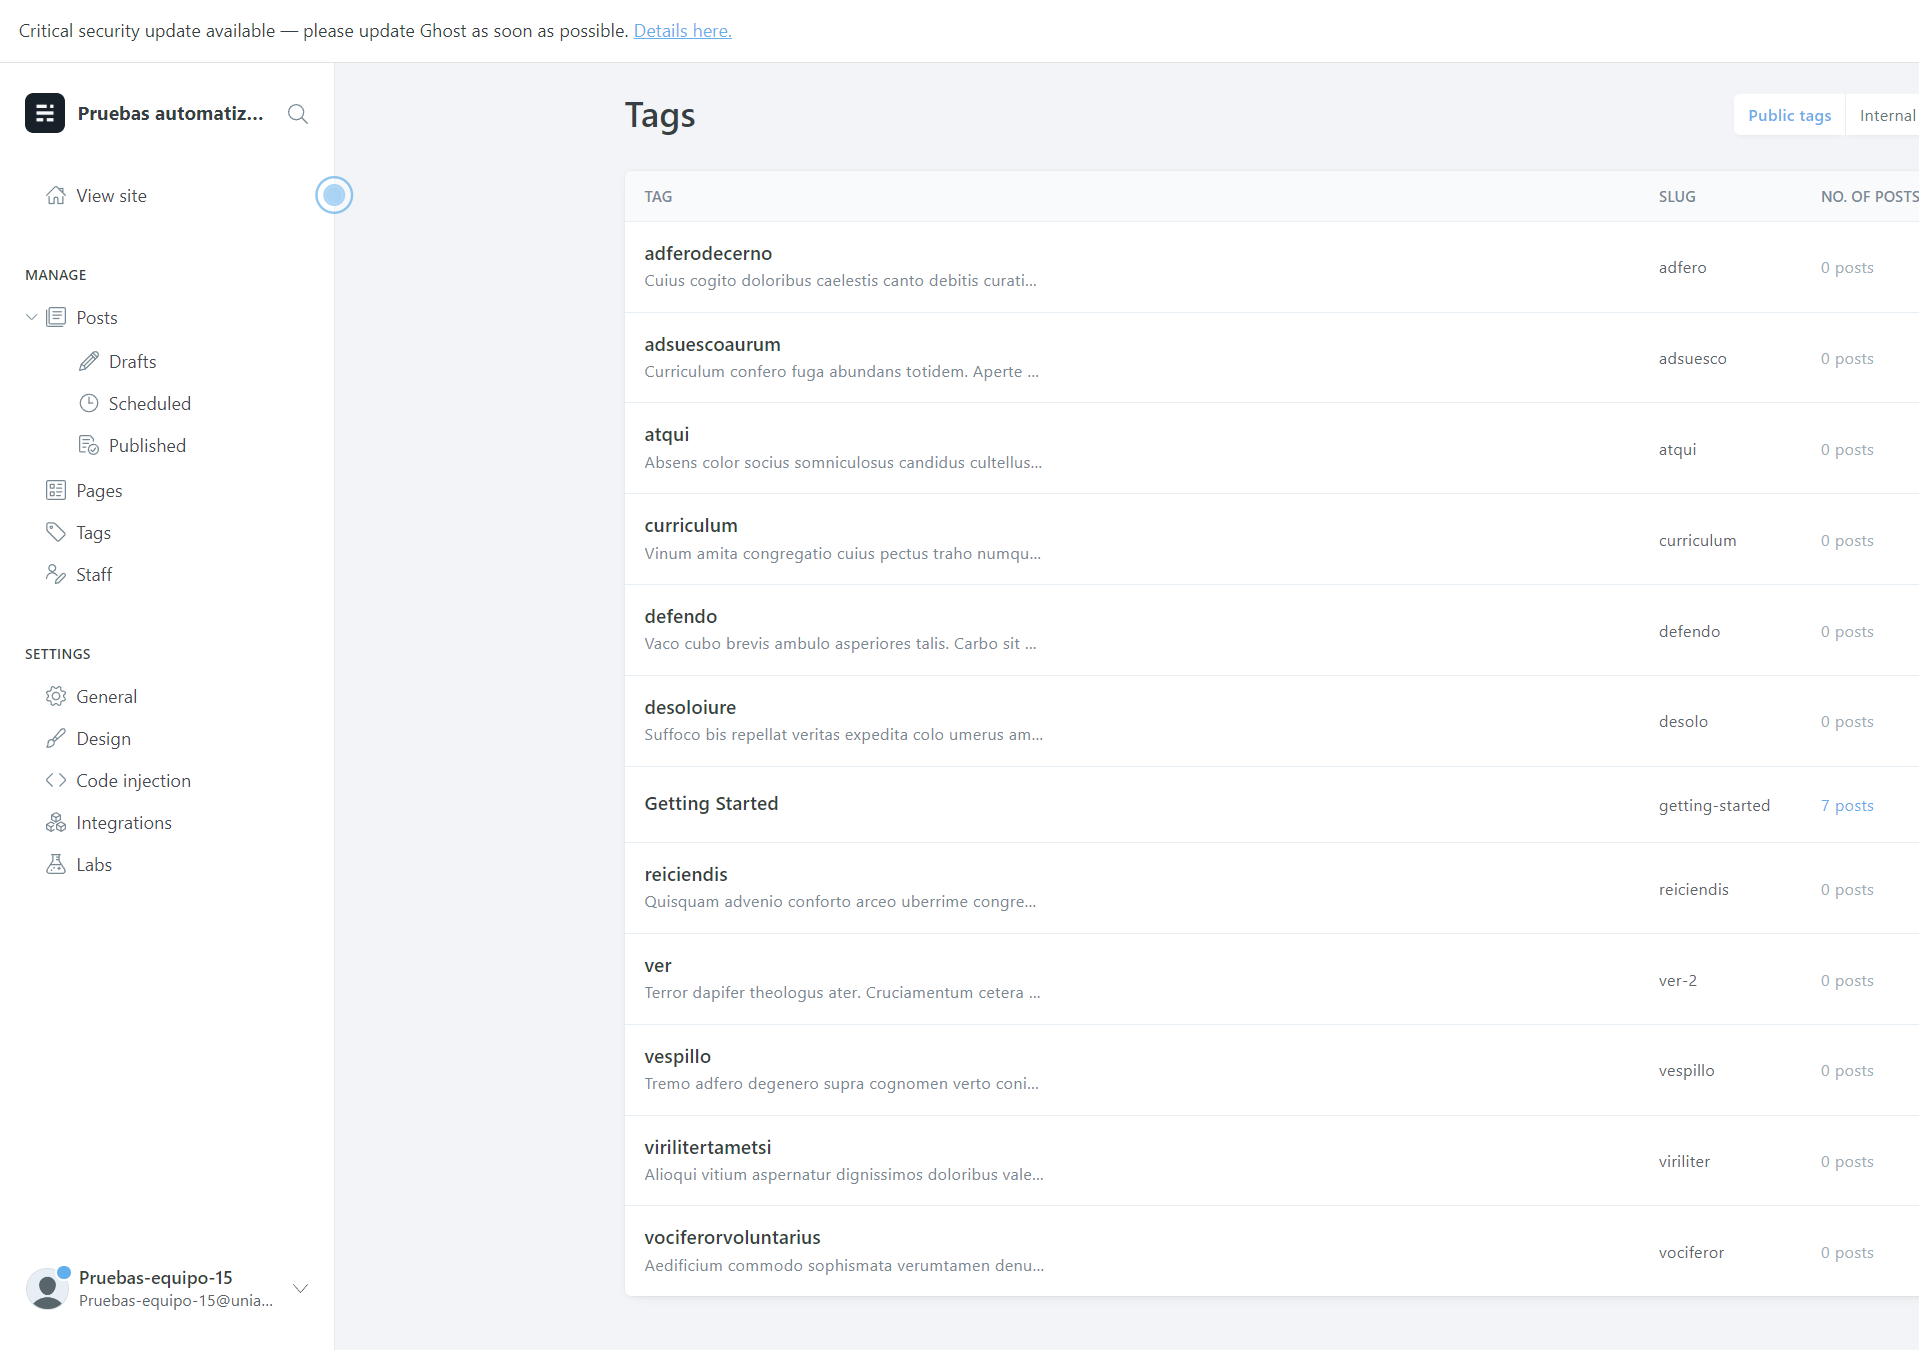 Critical security update available — please update Ghost as soon as possible. Details here.
Pruebas automatiz...
View site
MANAGE
Posts
Drafts
Scheduled
Published
Pages
Tags
Staff
SETTINGS
General
Design
Code injection
Integrations
Labs
Pruebas-equipo-15
Pruebas-equipo-15@unia...
Tags
Public tags Internal
TAG SLUG NO. OF POSTS
adferodecerno
Cuius cogito doloribus caelestis canto debitis curati...
adfero 0 posts
adsuescoaurum
Curriculum confero fuga abundans totidem. Aperte ...
adsuesco 0 posts
atqui
Absens color socius somniculosus candidus cultellus...
atqui 0 posts
curriculum
Vinum amita congregatio cuius pectus traho numqu...
curriculum 0 posts
defendo
Vaco cubo brevis ambulo asperiores talis. Carbo sit ...
defendo 0 posts
desoloiure
Suffoco bis repellat veritas expedita colo umerus am...
desolo 0 posts
Getting Started
getting-started 7 posts
reiciendis
Quisquam advenio conforto arceo uberrime congre...
reiciendis 0 posts
ver
Terror dapifer theologus ater. Cruciamentum cetera ...
ver-2 0 posts
vespillo
Tremo adfero degenero supra cognomen verto coni...
vespillo 0 posts
virilitertametsi
Alioqui vitium aspernatur dignissimos doloribus vale...
viriliter 0 posts
vociferorvoluntarius
Aedificium commodo sophismata verumtamen denu...
vociferor 0 posts